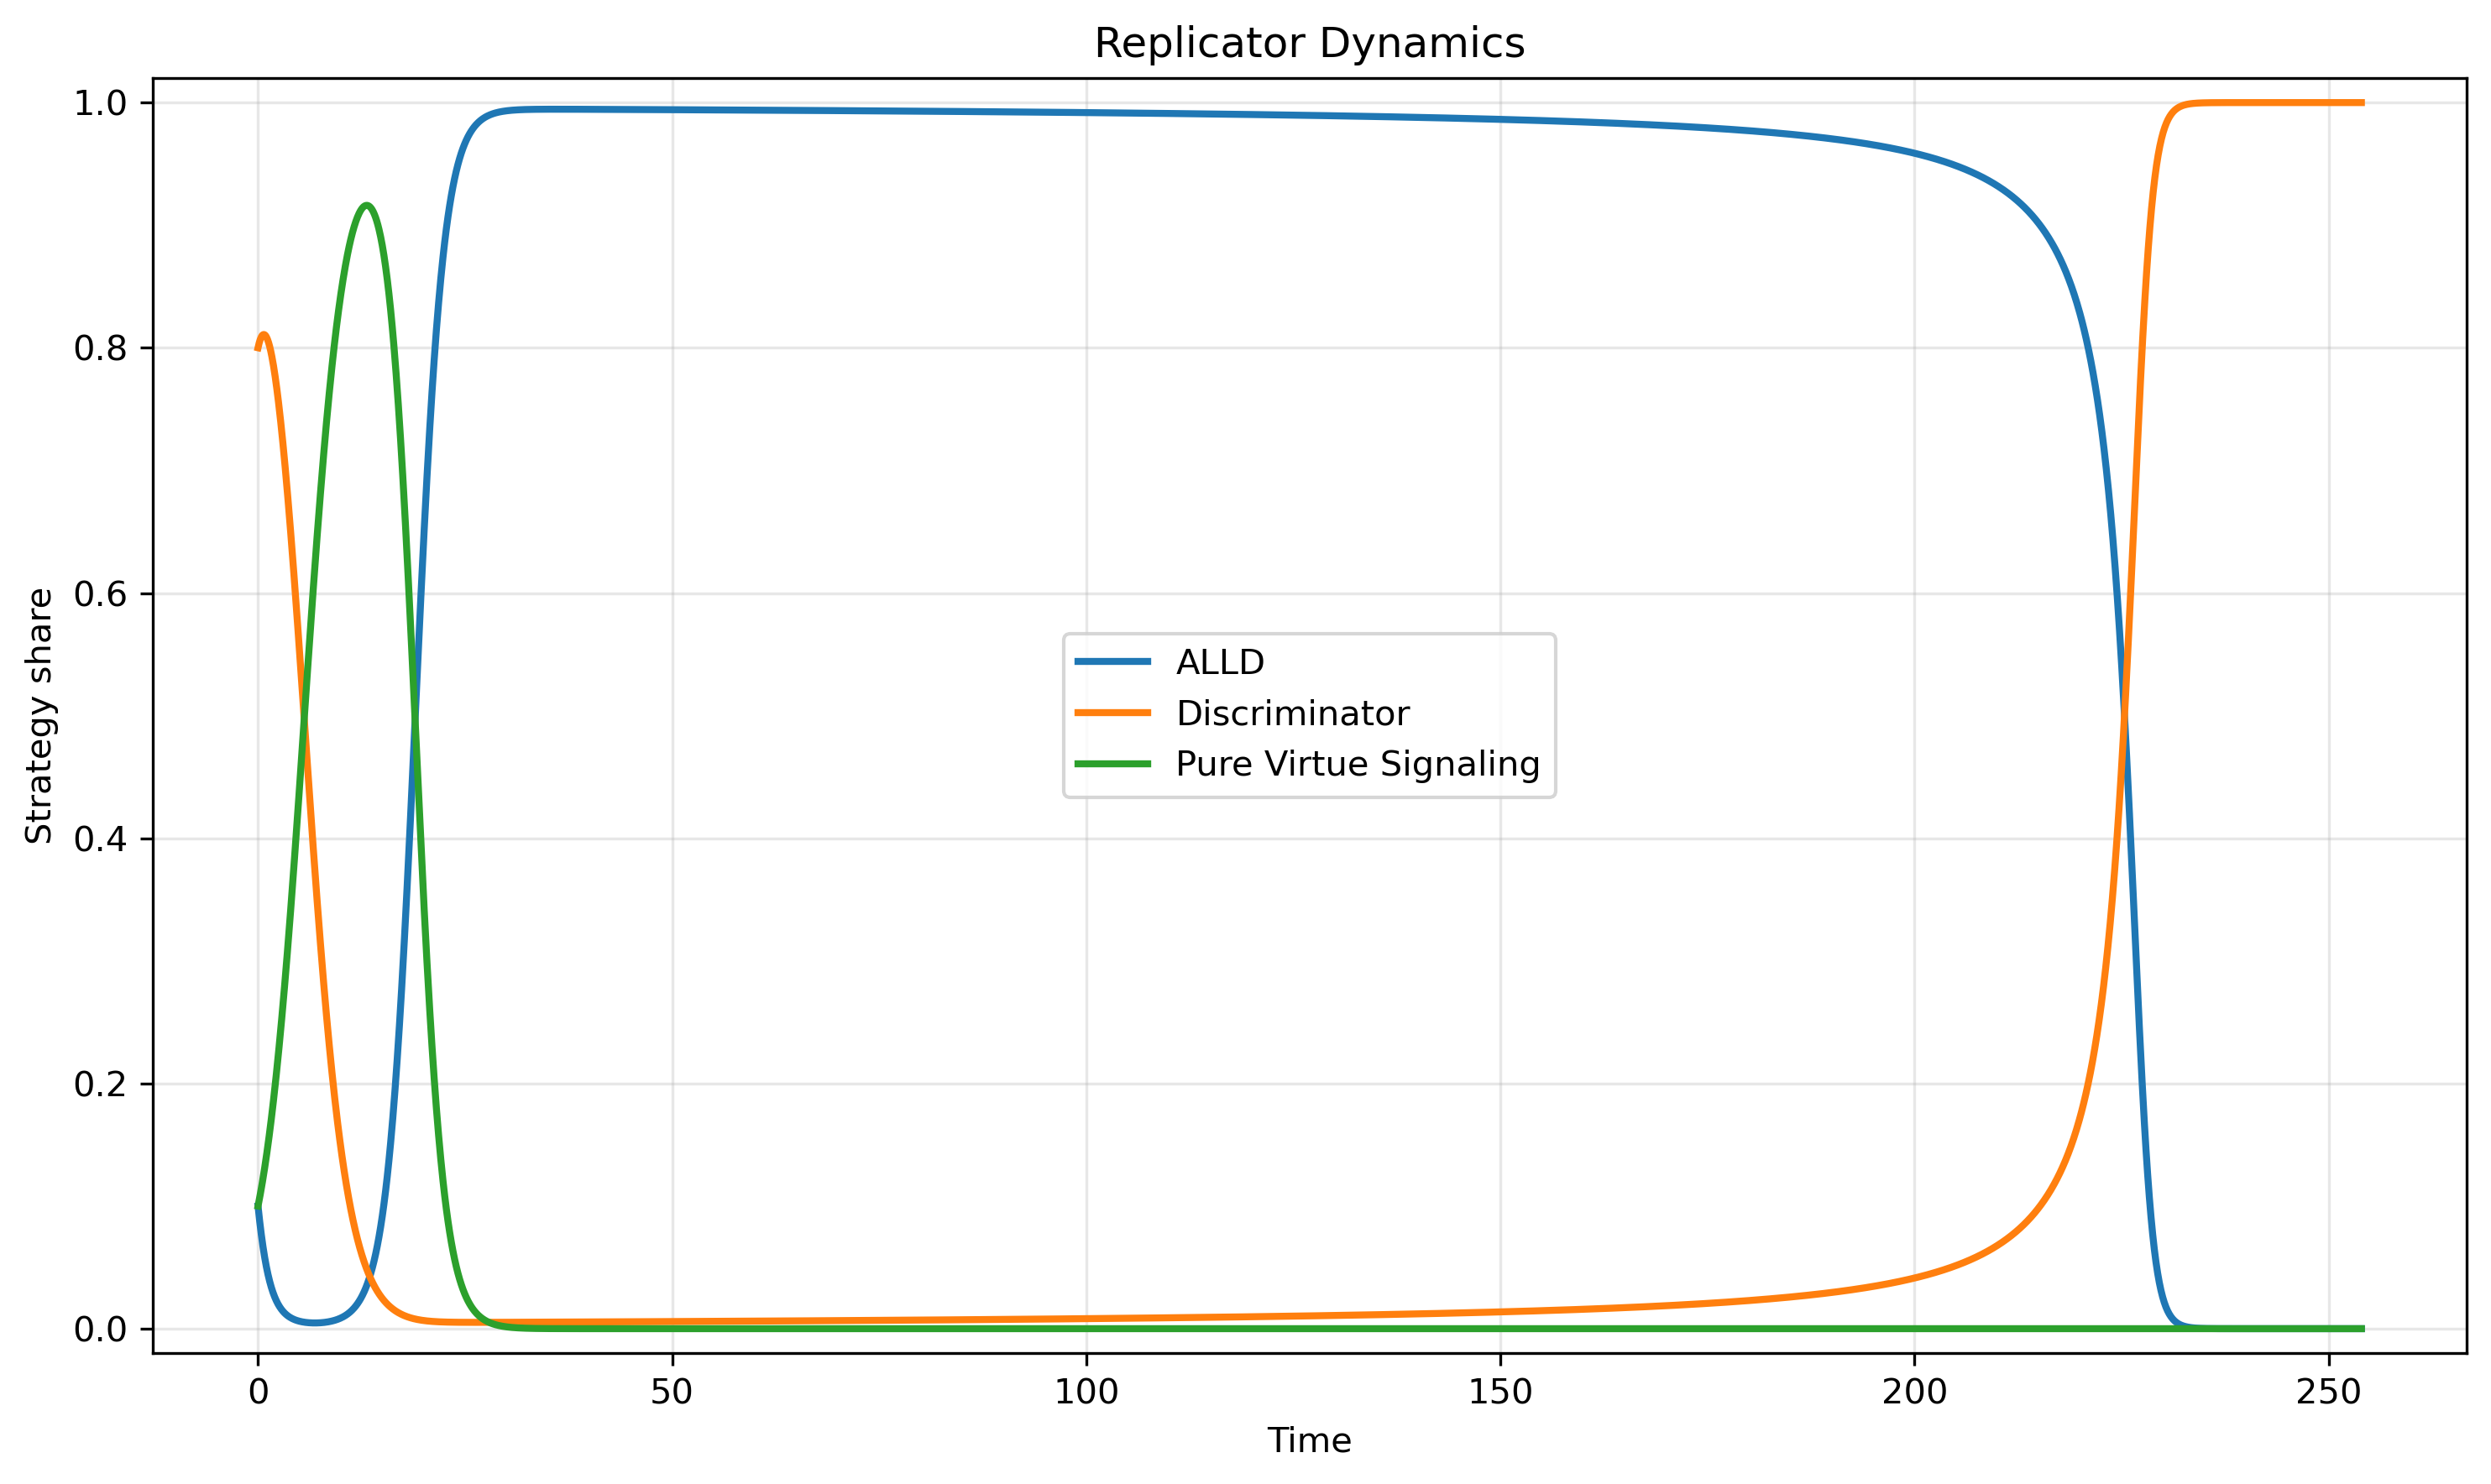 Replicator Dynamics
1.0
0.8
0.6
0.4
0.2
0.0
Strategy share
ALLD
Discriminator
Pure Virtue Signaling
0 50 100 150 200 250
Time